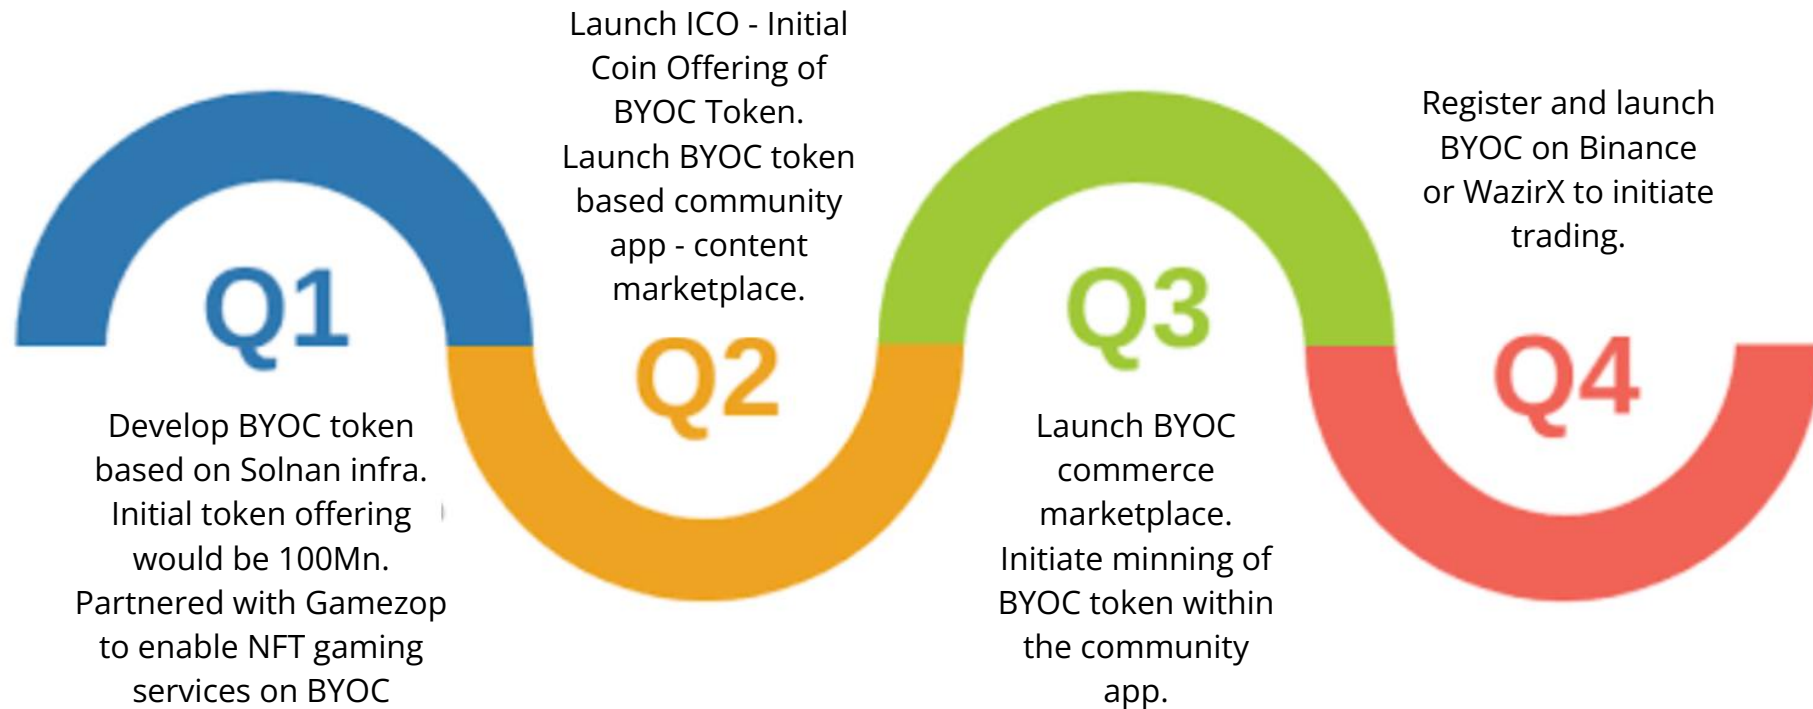 Q1
Develop BYOC token
based on Solnan infra.
Initial token offering
would be 100Mn.
Partnered with Gamezop
to enable NFT gaming
services on BYOC
Launch ICO - Initial
Coin Offering of
BYOC Token.
Launch BYOC token
based community
app - content
marketplace.
Q2
Q3
Launch BYOC
commerce
marketplace.
Initiate minning of
BYOC token within
the community
app.
Register and launch
BYOC on Binance
or WazirX to initiate
trading.
Q4